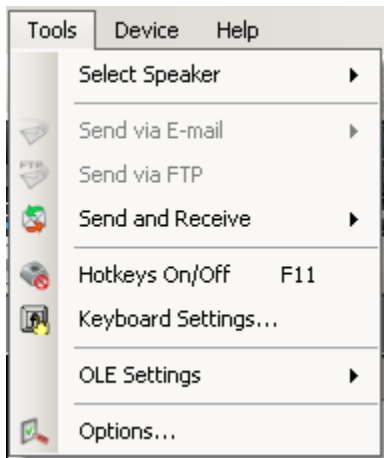 Tools Device Help
Select Speaker
Send via E-mail
FTP Send via FTP
Send and Receive
Hotkeys On/Off F11
Keyboard Settings...
OLE Settings
Options...